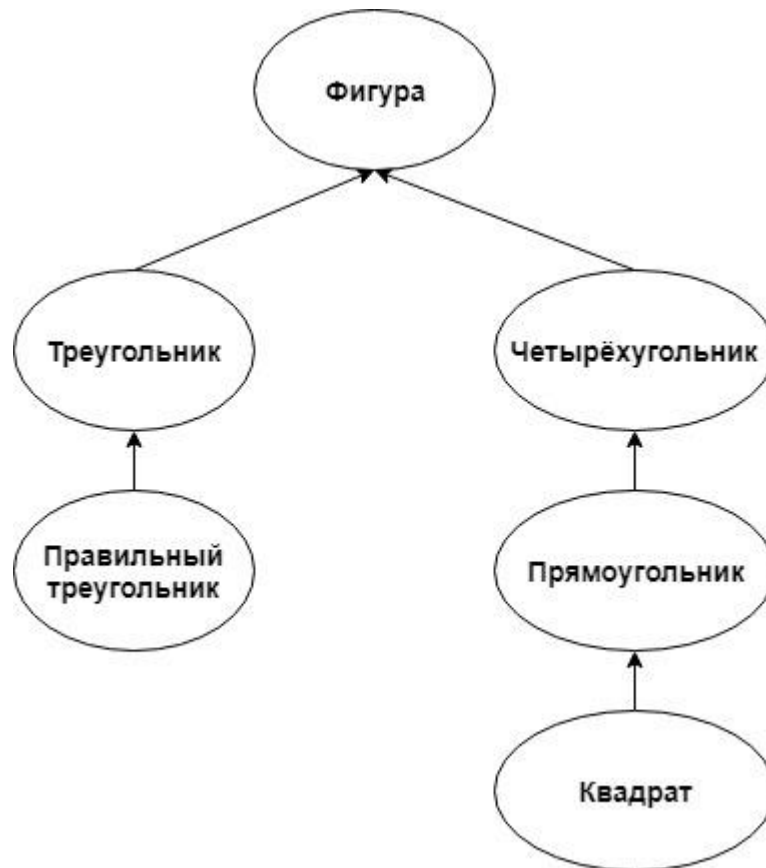 Фигура
Треугольник
Четырёхугольник
Правильный
треугольник
Прямоугольник
Квадрат